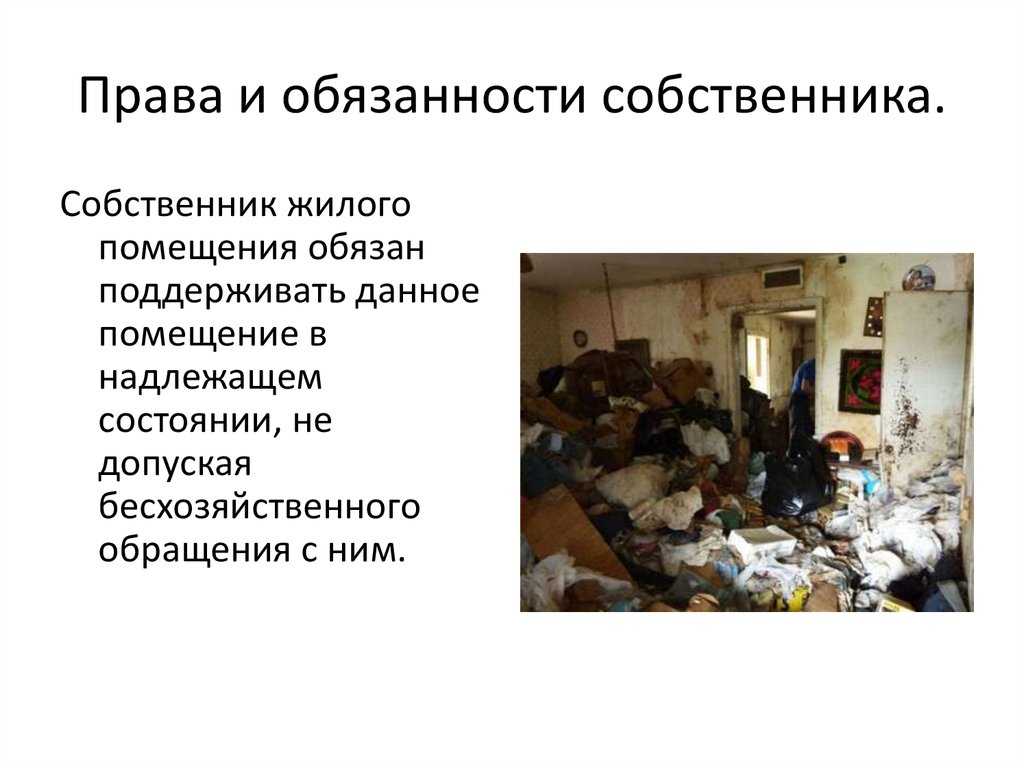 Права и обязанности собственника.
Собственник жилого
помещения обязан
поддерживать данное
помещение в
надлежащем
состоянии, не
допуская
бесхозяйственного
обращения с ним.